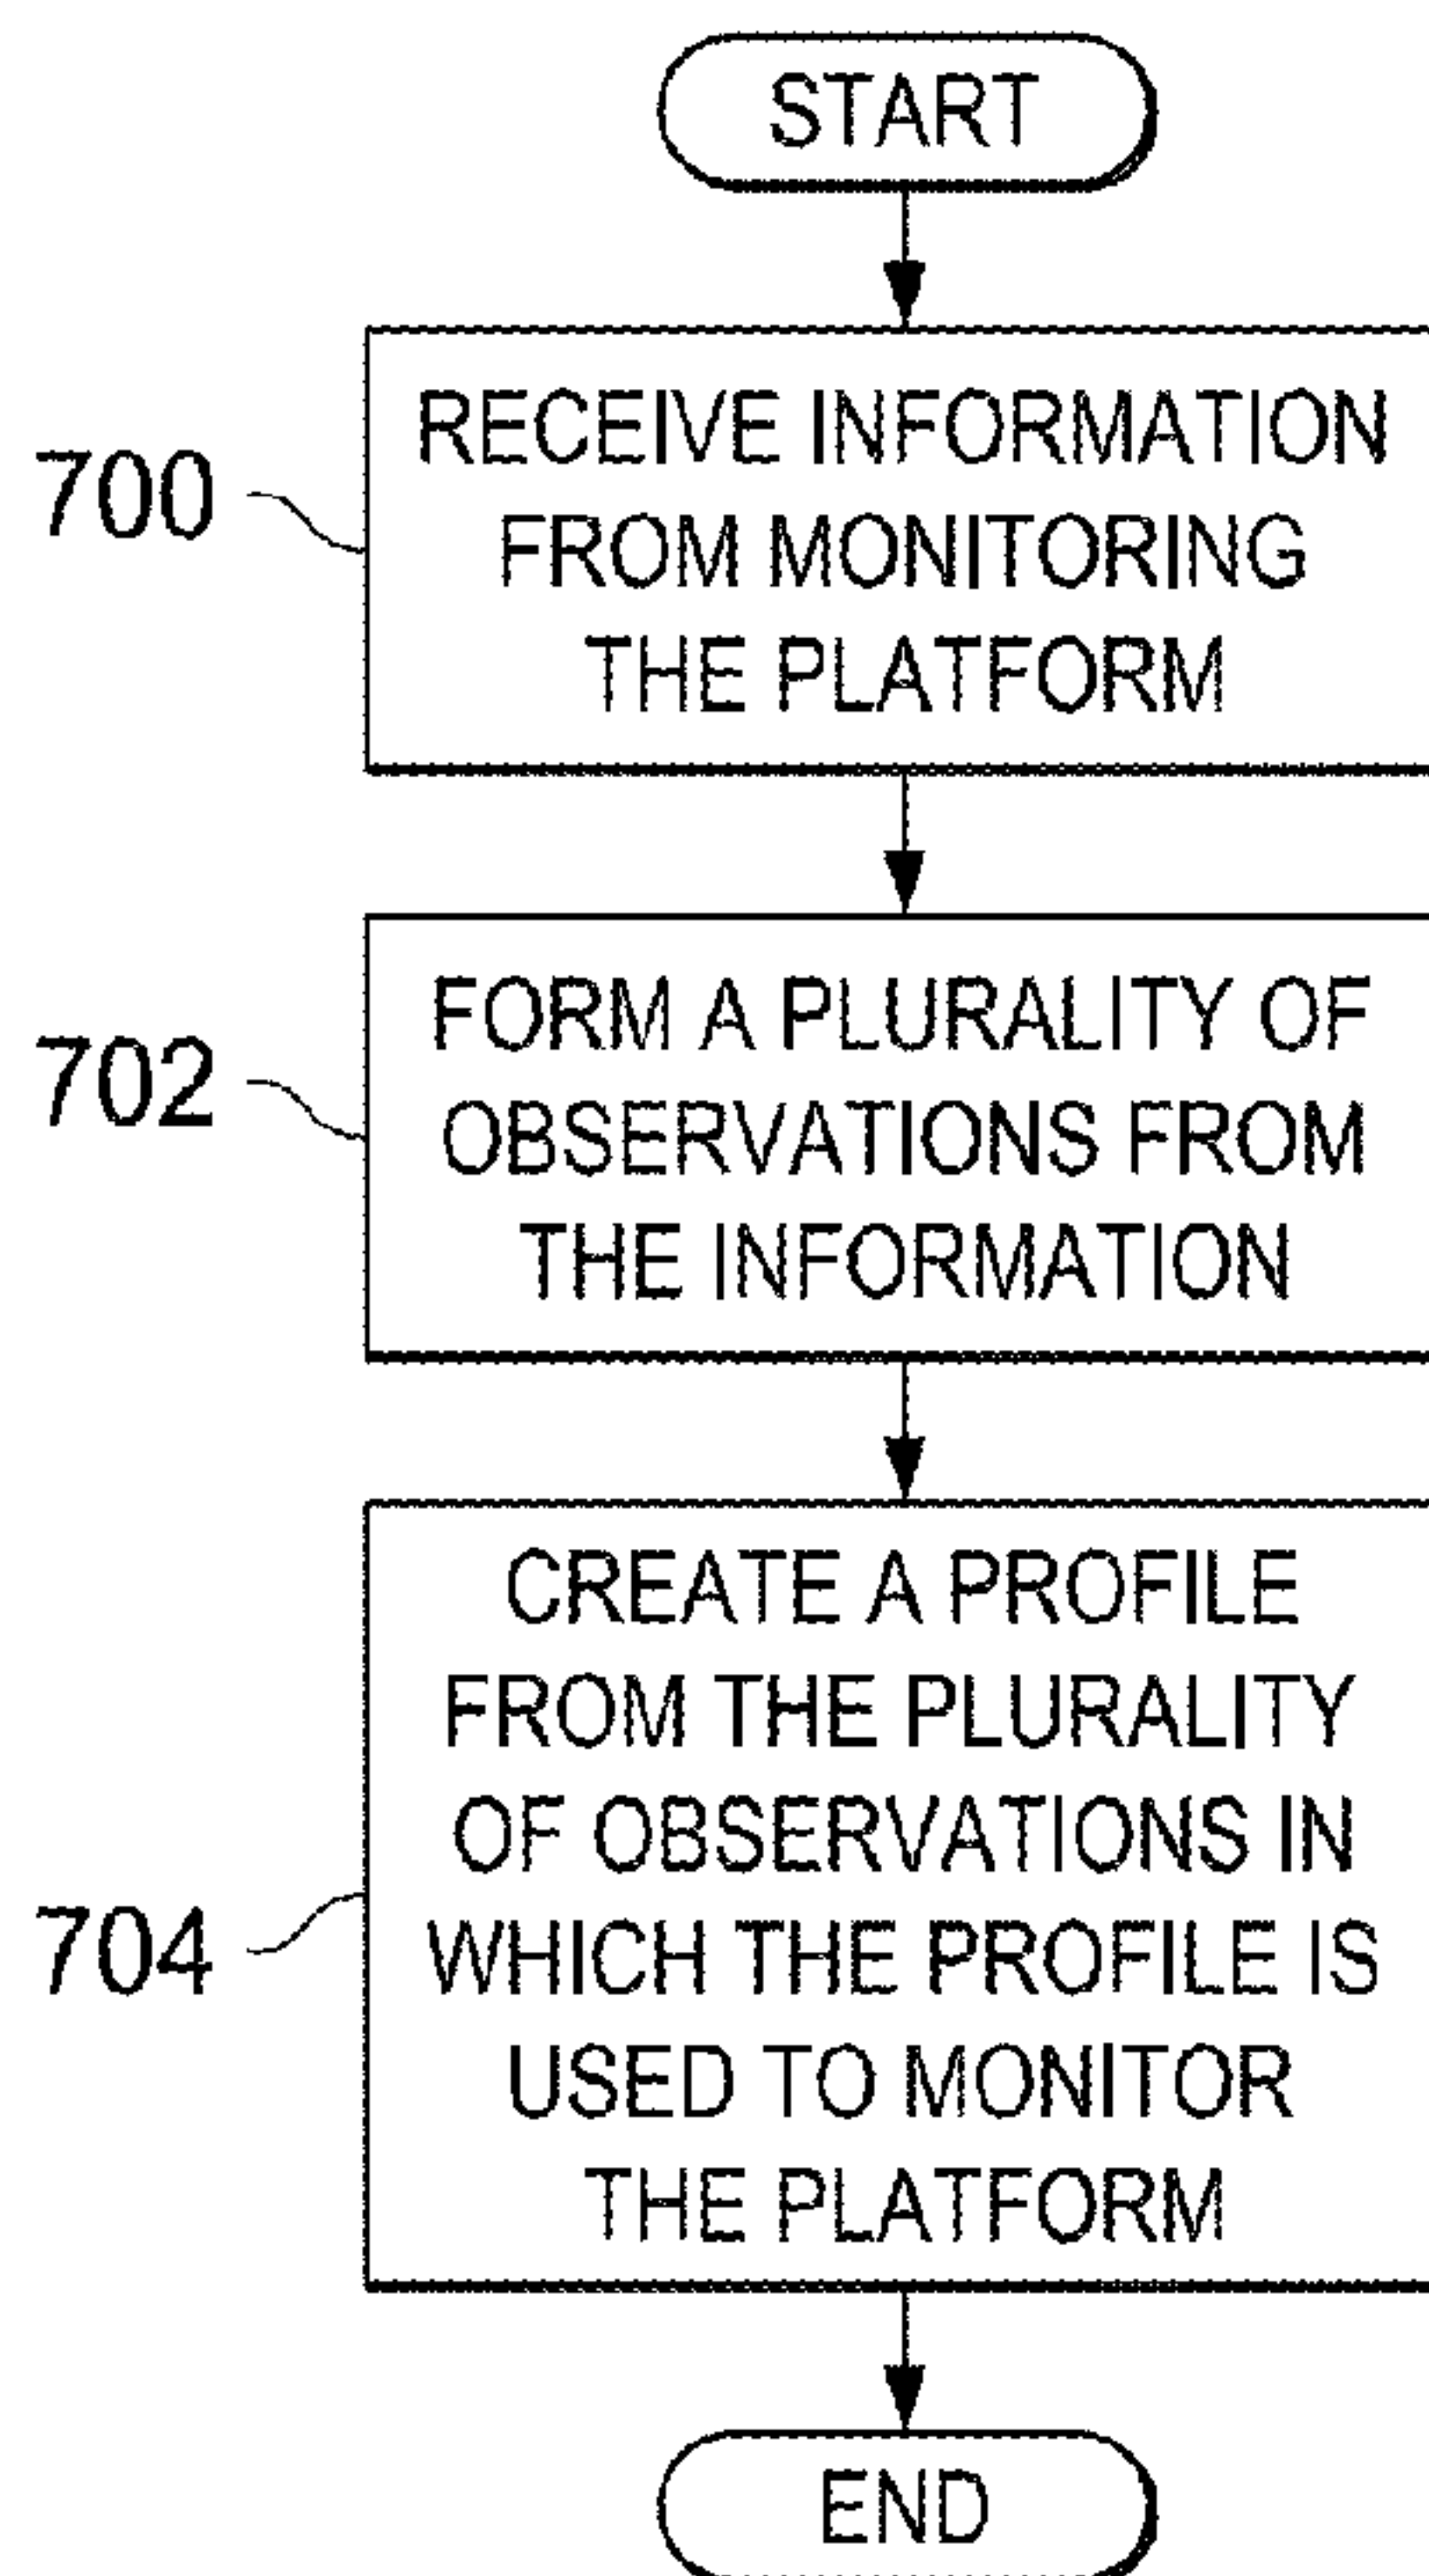 START
700
RECEIVE INFORMATION
FROM MONITORING
THE PLATFORM
702
FORM A PLURALITY OF
OBSERVATIONS FROM
THE INFORMATION
704
CREATE A PROFILE
FROM THE PLURALITY
OF OBSERVATIONS IN
WHICH THE PROFILE IS
USED TO MONITOR
THE PLATFORM
END